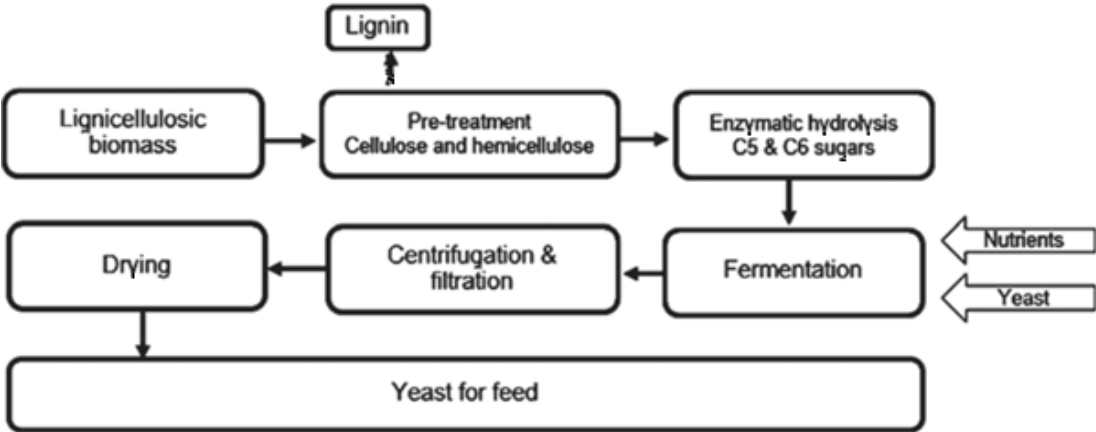 Lignin
Lignicellulosic
biomass
Pre-treatment
Cellulose and hemicellulose
Enzymatic hydrolysis
C5 & C6 sugars
Drying
Centrifugation &
filtration
Fermentation
Nutrients
Yeast
Yeast for feed